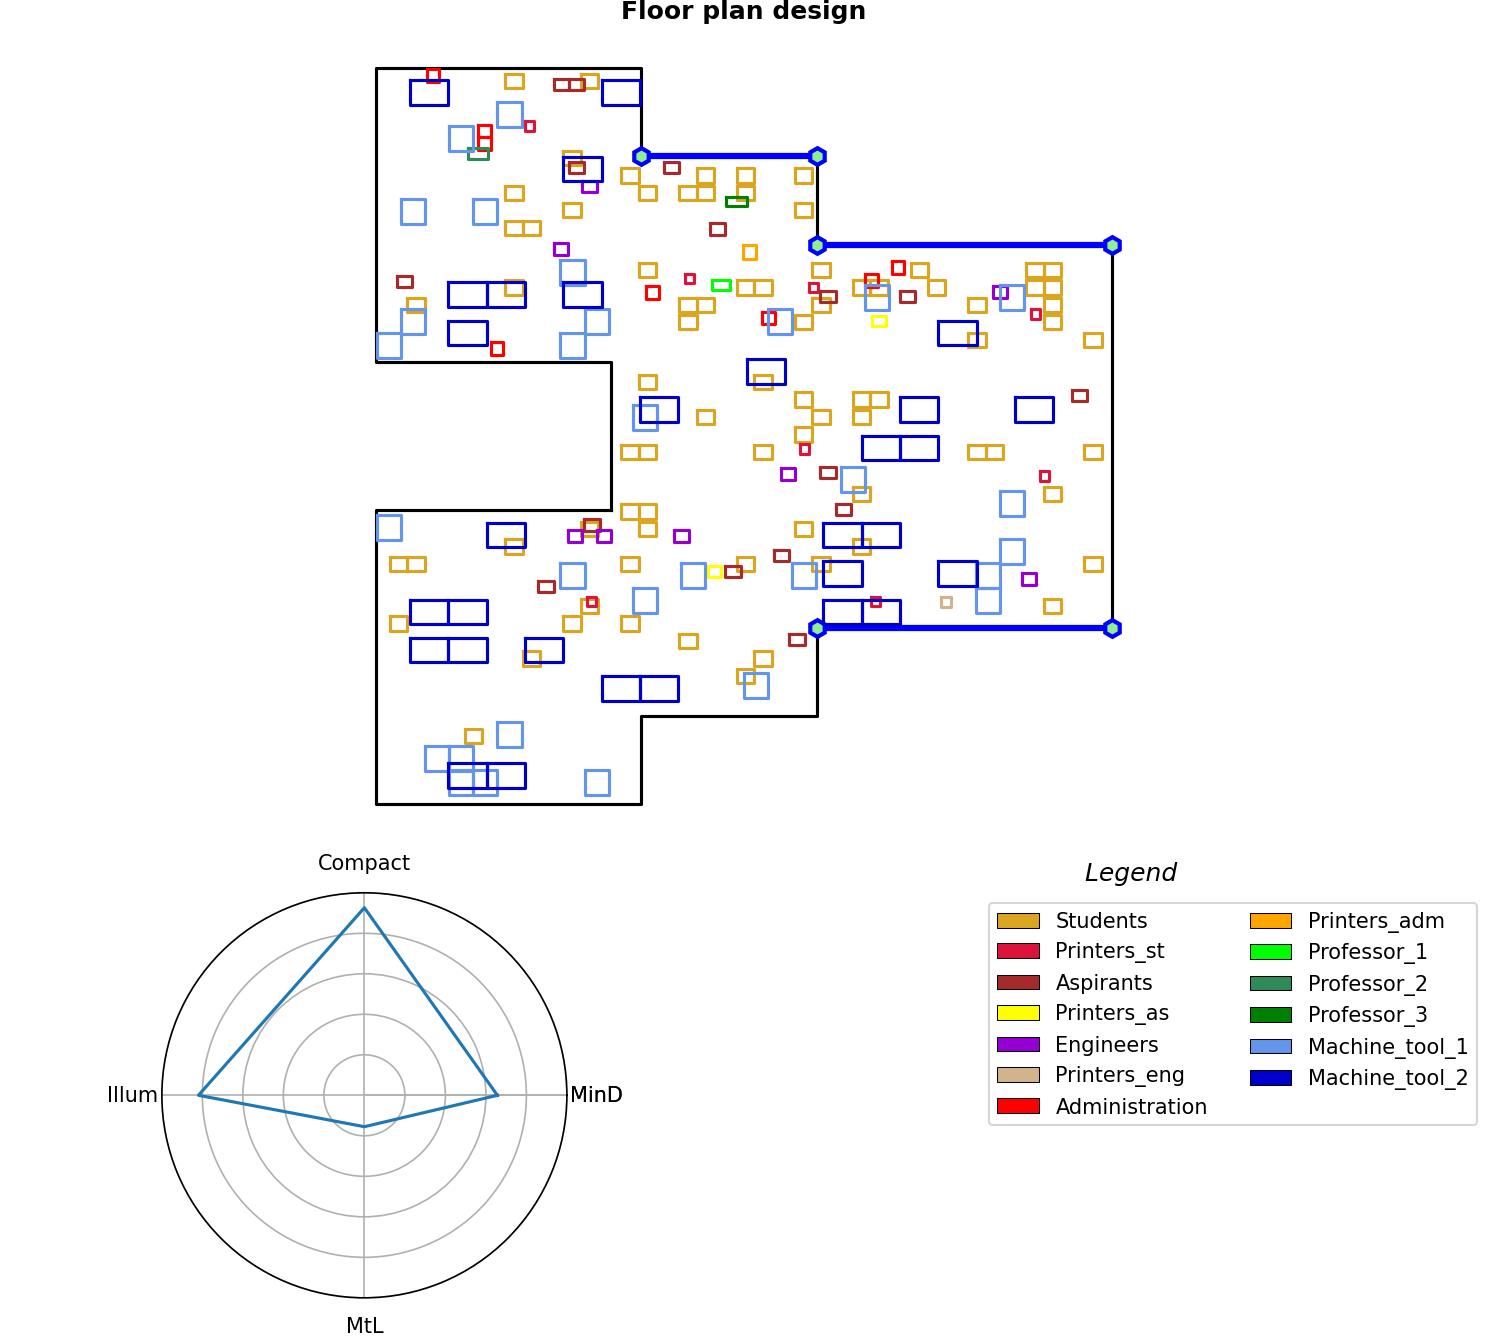 Floor plan design
Compact
Illum
MinD
MtL
Legend
Students
Printers_st
Aspirants
Printers_as
Engineers
Printers_eng
Administration
Printers_adm
Professor_1
Professor_2
Professor_3
Machine_tool_1
Machine_tool_2